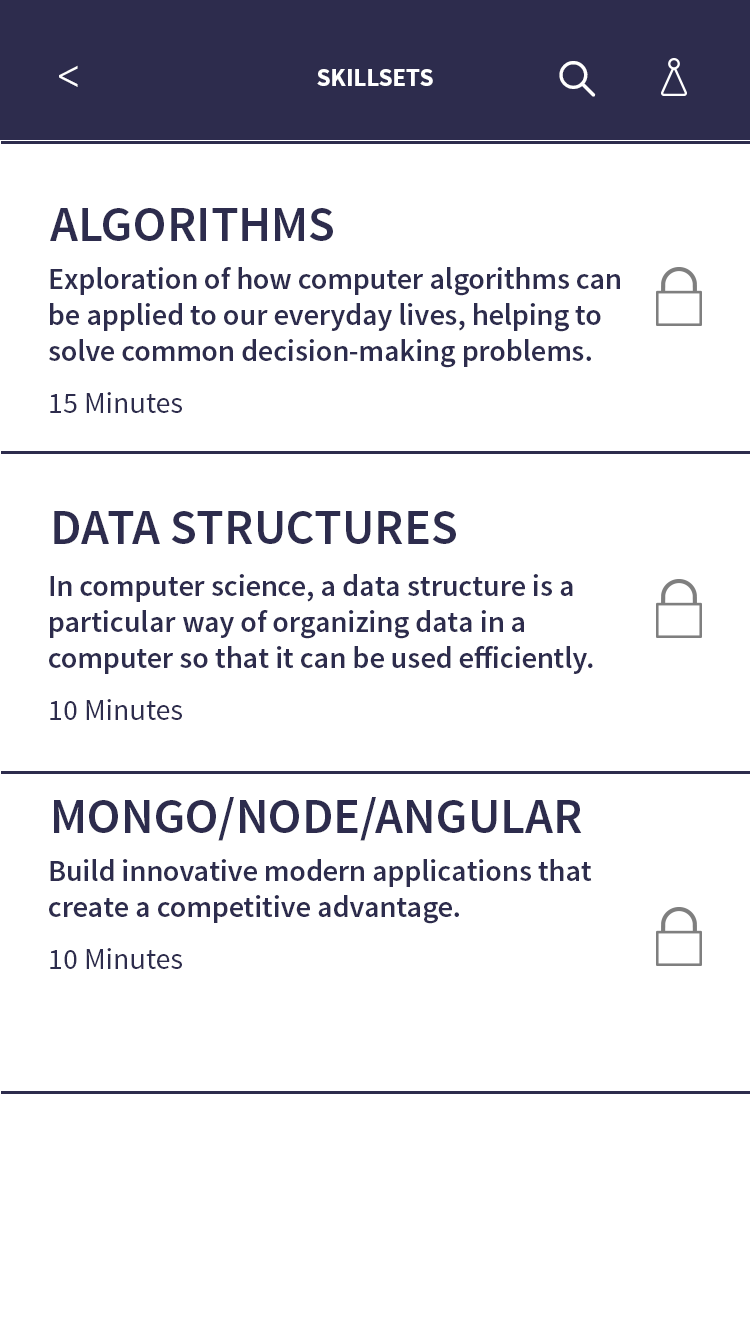 <
SKILLSETS
ALGORITHMS
Exploration of how computer algorithms can
be applied to our everyday lives, helping to
solve common decision-making problems.
15 Minutes
DATA STRUCTURES
In computer science, a data structure is a
particular way of organizing data in a
computer so that it can be used efficiently.
10 Minutes
MONGO/NODE/ANGULAR
Build innovative modern applications that
create a competitive advantage.
10 Minutes